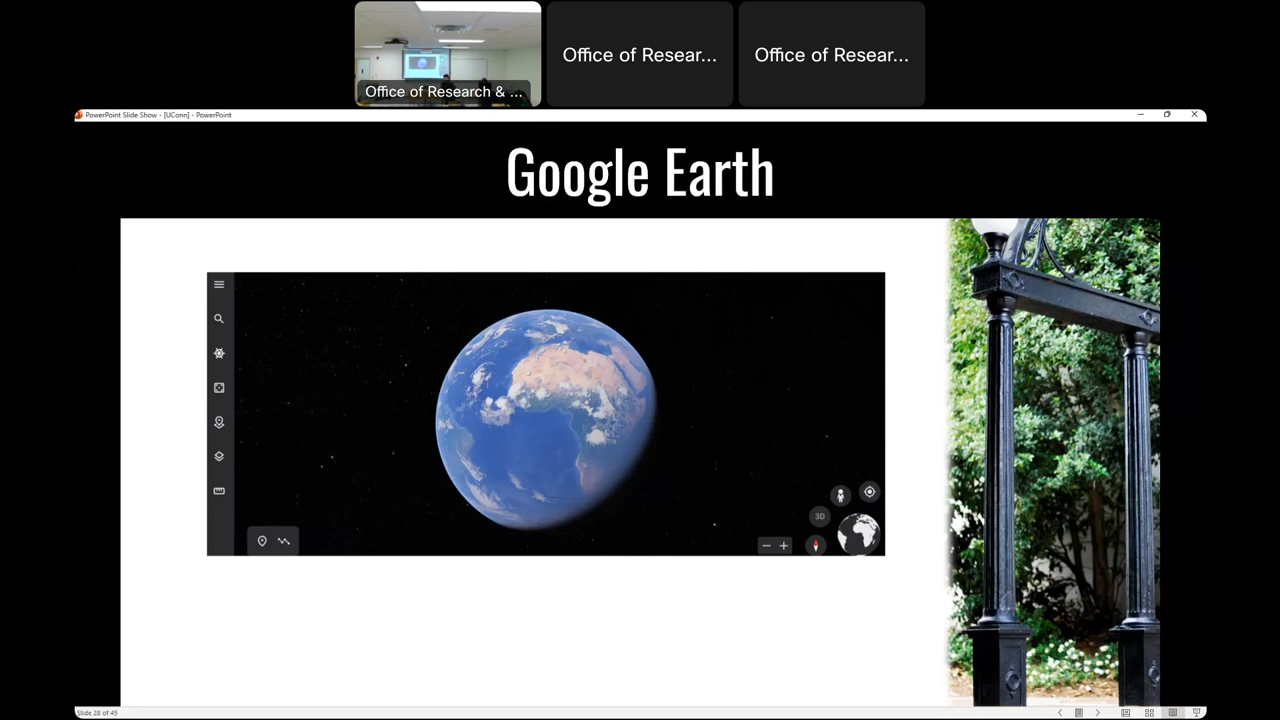 Office of Research & ...
Office of Resear...
Office of Resear...
PowerPoint Slide Show - [UConn] - PowerPoint
Google Earth
3D
Slide 28 of 45